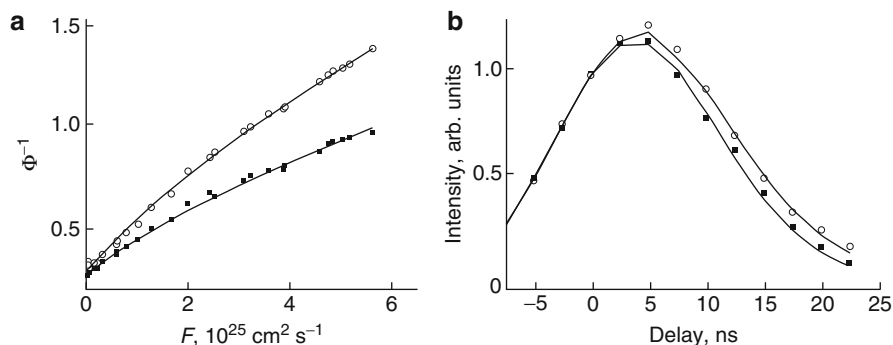 a
1.5
1.0
0.5
0
Φ⁻¹
0 2 4 6
F, 10²⁵ cm² s⁻¹
b
1.0
0.5
0
Intensity, arb. units
−5 0 5 10 15 20 25
Delay, ns